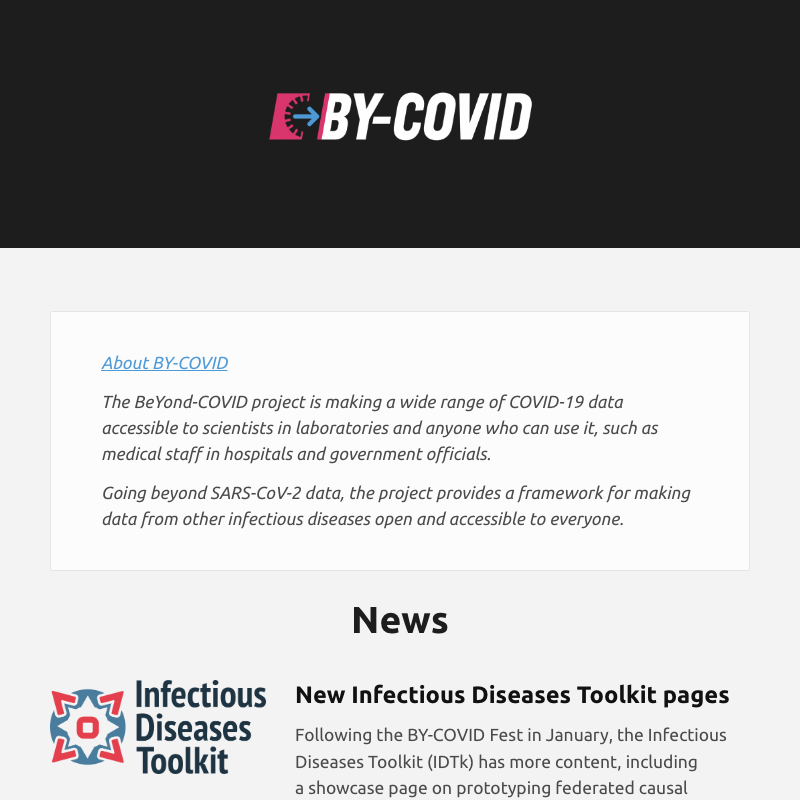 BY-COVID
About BY-COVID
The BeYond-COVID project is making a wide range of COVID-19 data
accessible to scientists in laboratories and anyone who can use it, such as
medical staff in hospitals and government officials.
Going beyond SARS-CoV-2 data, the project provides a framework for making
data from other infectious diseases open and accessible to everyone.
News
Infectious
Diseases
Toolkit
New Infectious Diseases Toolkit pages
Following the BY-COVID Fest in January, the Infectious
Diseases Toolkit (IDTk) has more content, including
a showcase page on prototyping federated causal